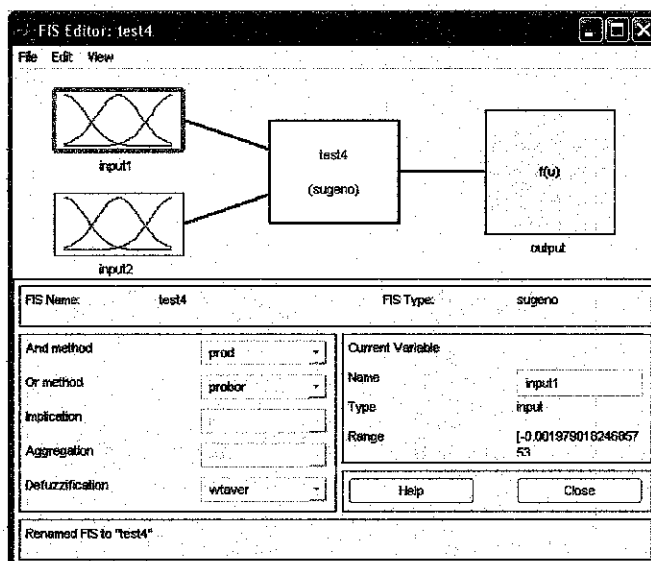 FIS Editor: test4
File Edit View
input1
input2
test4
(sugeno)
f(u)
output
FIS Name: test4 FIS Type: sugeno
And method prod
Or method probor
Implication
Aggregation
Defuzzification wtaver
Current Variable
Name input1
Type input
Range [-0.001979018246857
53
Help Close
Renamed FIS to "test4"